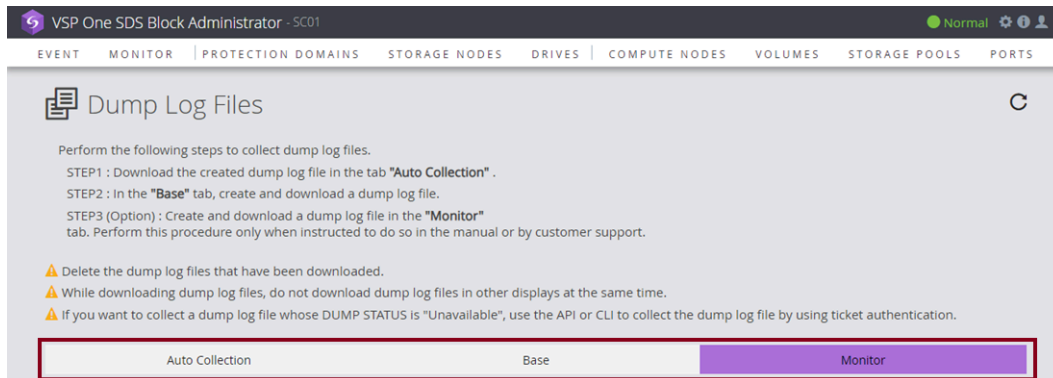 VSP One SDS Block Administrator - SC01
Normal
EVENT MONITOR PROTECTION DOMAINS STORAGE NODES DRIVES COMPUTE NODES VOLUMES STORAGE POOLS PORTS
Dump Log Files
Perform the following steps to collect dump log files.
STEP1 : Download the created dump log file in the tab "Auto Collection" .
STEP2 : In the "Base" tab, create and download a dump log file.
STEP3 (Option) : Create and download a dump log file in the "Monitor"
tab. Perform this procedure only when instructed to do so in the manual or by customer support.
Delete the dump log files that have been downloaded.
While downloading dump log files, do not download dump log files in other displays at the same time.
If you want to collect a dump log file whose DUMP STATUS is "Unavailable", use the API or CLI to collect the dump log file by using ticket authentication.
Auto Collection Base Monitor